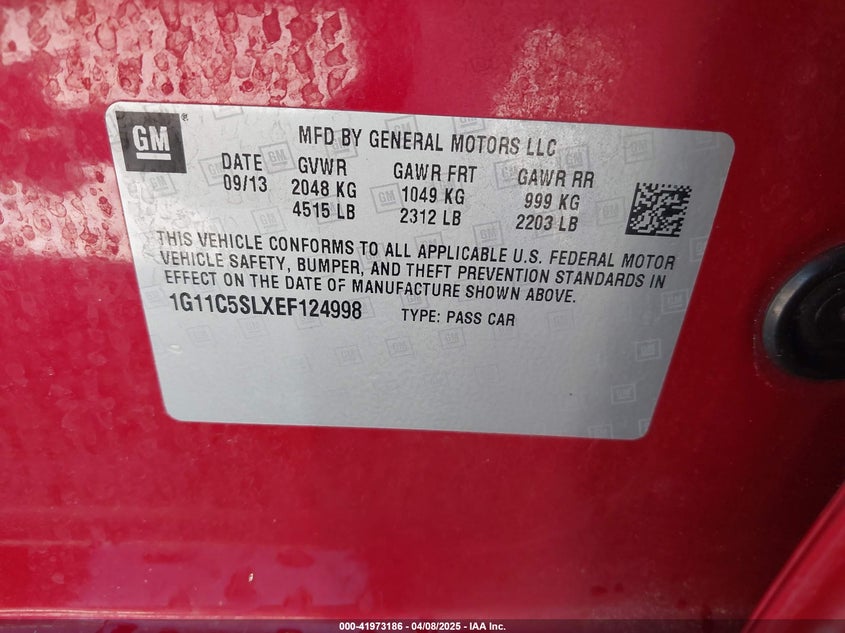 GM
MFD BY GENERAL MOTORS LLC
DATE GVWR GAWR FRT GAWR RR
09/13 2048 KG 1049 KG 999 KG
4515 LB 2312 LB 2203 LB
THIS VEHICLE CONFORMS TO ALL APPLICABLE U.S. FEDERAL MOTOR
VEHICLE SAFETY, BUMPER, AND THEFT PREVENTION STANDARDS IN
EFFECT ON THE DATE OF MANUFACTURE SHOWN ABOVE.
1G11C5SLXEF124998 TYPE: PASS CAR
000-41973186 - 04/08/2025 - IAA Inc.